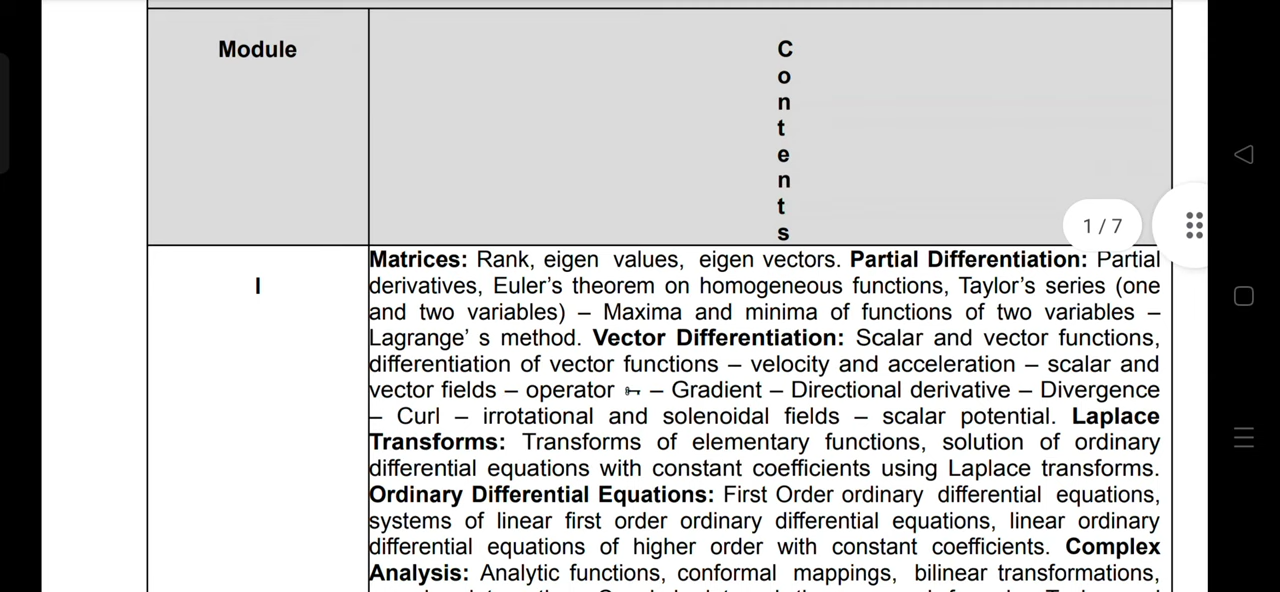 Module
Contents
1 / 7
I
Matrices: Rank, eigen values, eigen vectors. Partial Differentiation: Partial
derivatives, Euler's theorem on homogeneous functions, Taylor's series (one
and two variables) – Maxima and minima of functions of two variables –
Lagrange' s method. Vector Differentiation: Scalar and vector functions,
differentiation of vector functions – velocity and acceleration – scalar and
vector fields – operator – Gradient – Directional derivative – Divergence
– Curl – irrotational and solenoidal fields – scalar potential. Laplace
Transforms: Transforms of elementary functions, solution of ordinary
differential equations with constant coefficients using Laplace transforms.
Ordinary Differential Equations: First Order ordinary differential equations,
systems of linear first order ordinary differential equations, linear ordinary
differential equations of higher order with constant coefficients. Complex
Analysis: Analytic functions, conformal mappings, bilinear transformations,